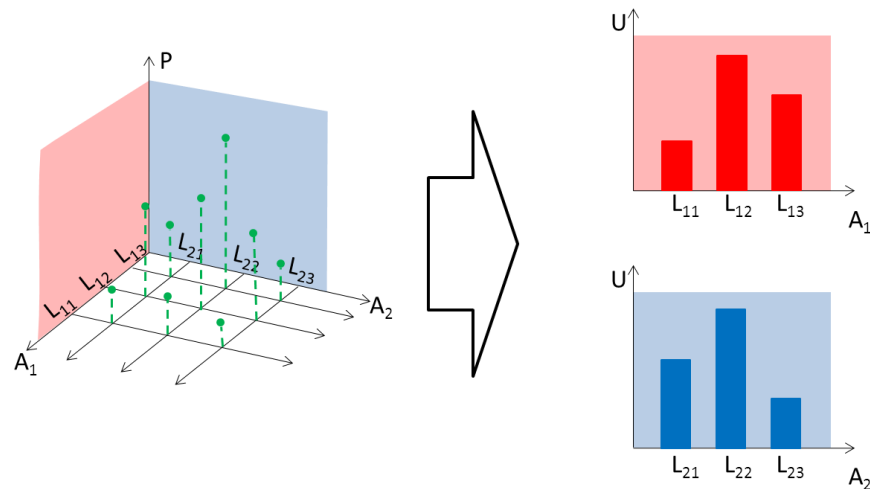 P
L₂₁
L₂₂
L₂₃
L₁₃
L₁₂
L₁₁
A₂
A₁
U
L₁₁ L₁₂ L₁₃
A₁
U
L₂₁ L₂₂ L₂₃
A₂